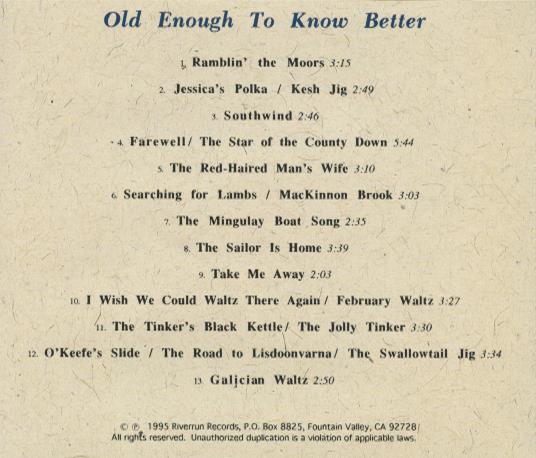 Old Enough To Know Better
1. Ramblin' the Moors 3:15
2. Jessica's Polka / Kesh Jig 2:49
3. Southwind 2:46
4. Farewell/ The Star of the County Down 5:44
5. The Red-Haired Man's Wife 3:10
6. Searching for Lambs / MacKinnon Brook 3:03
7. The Mingulay Boat Song 2:35
8. The Sailor Is Home 3:39
9. Take Me Away 2:03
10. I Wish We Could Waltz There Again/ February Waltz 3:27
11. The Tinker's Black Kettle/ The Jolly Tinker 3:30
12. O'Keefe's Slide / The Road to Lisdoonvarna/ The Swallowtail Jig 3:34
13. Galician Waltz 2:50
© ℗ 1995 Riverrun Records, P.O. Box 8825, Fountain Valley, CA 92728/
All rights reserved. Unauthorized duplication is a violation of applicable laws.